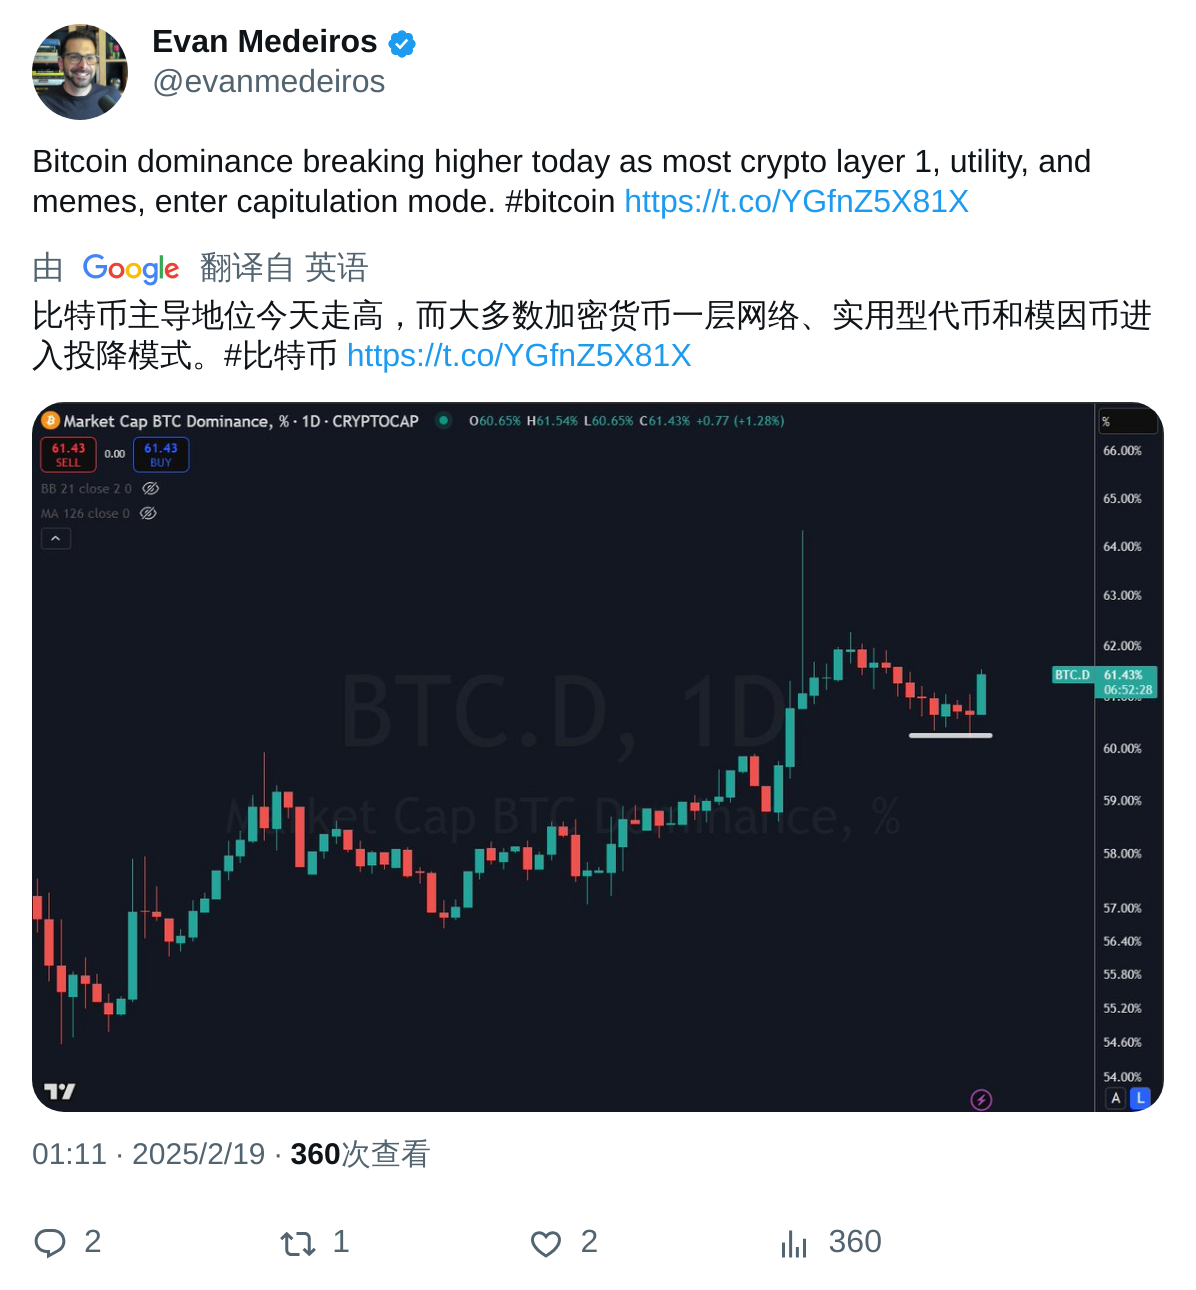 Evan Medeiros
@evanmedeiros
Bitcoin dominance breaking higher today as most crypto layer 1, utility, and
memes, enter capitulation mode. #bitcoin https://t.co/YGfnZ5X81X
由 Google 翻译自 英语
比特币主导地位今天走高，而大多数加密货币一层网络、实用型代币和模因币进
入投降模式。#比特币 https://t.co/YGfnZ5X81X
Market Cap BTC Dominance, % · 1D · CRYPTOCAP O60.65% H61.54% L60.65% C61.43% +0.77 (+1.28%)
%
61.43 SELL 0.00 61.43 BUY
BB 21 close 2 0
MA 126 close 0
66.00%
65.00%
64.00%
63.00%
62.00%
BTC.D 61.43%
06:52:28
61.00%
60.00%
59.00%
58.00%
57.00%
56.40%
55.80%
55.20%
54.60%
54.00%
BTC.D, 1D
Market Cap BTC Dominance, %
A L
01:11 · 2025/2/19 · 360次查看
2 1 2 360